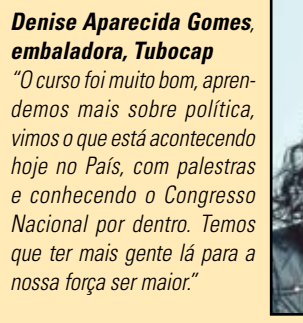 Denise Aparecida Gomes,
embaladora, Tubocap
“O curso foi muito bom, apren-
demos mais sobre política,
vimos o que está acontecendo
hoje no País, com palestras
e conhecendo o Congresso
Nacional por dentro. Temos
que ter mais gente lá para a
nossa força ser maior.”